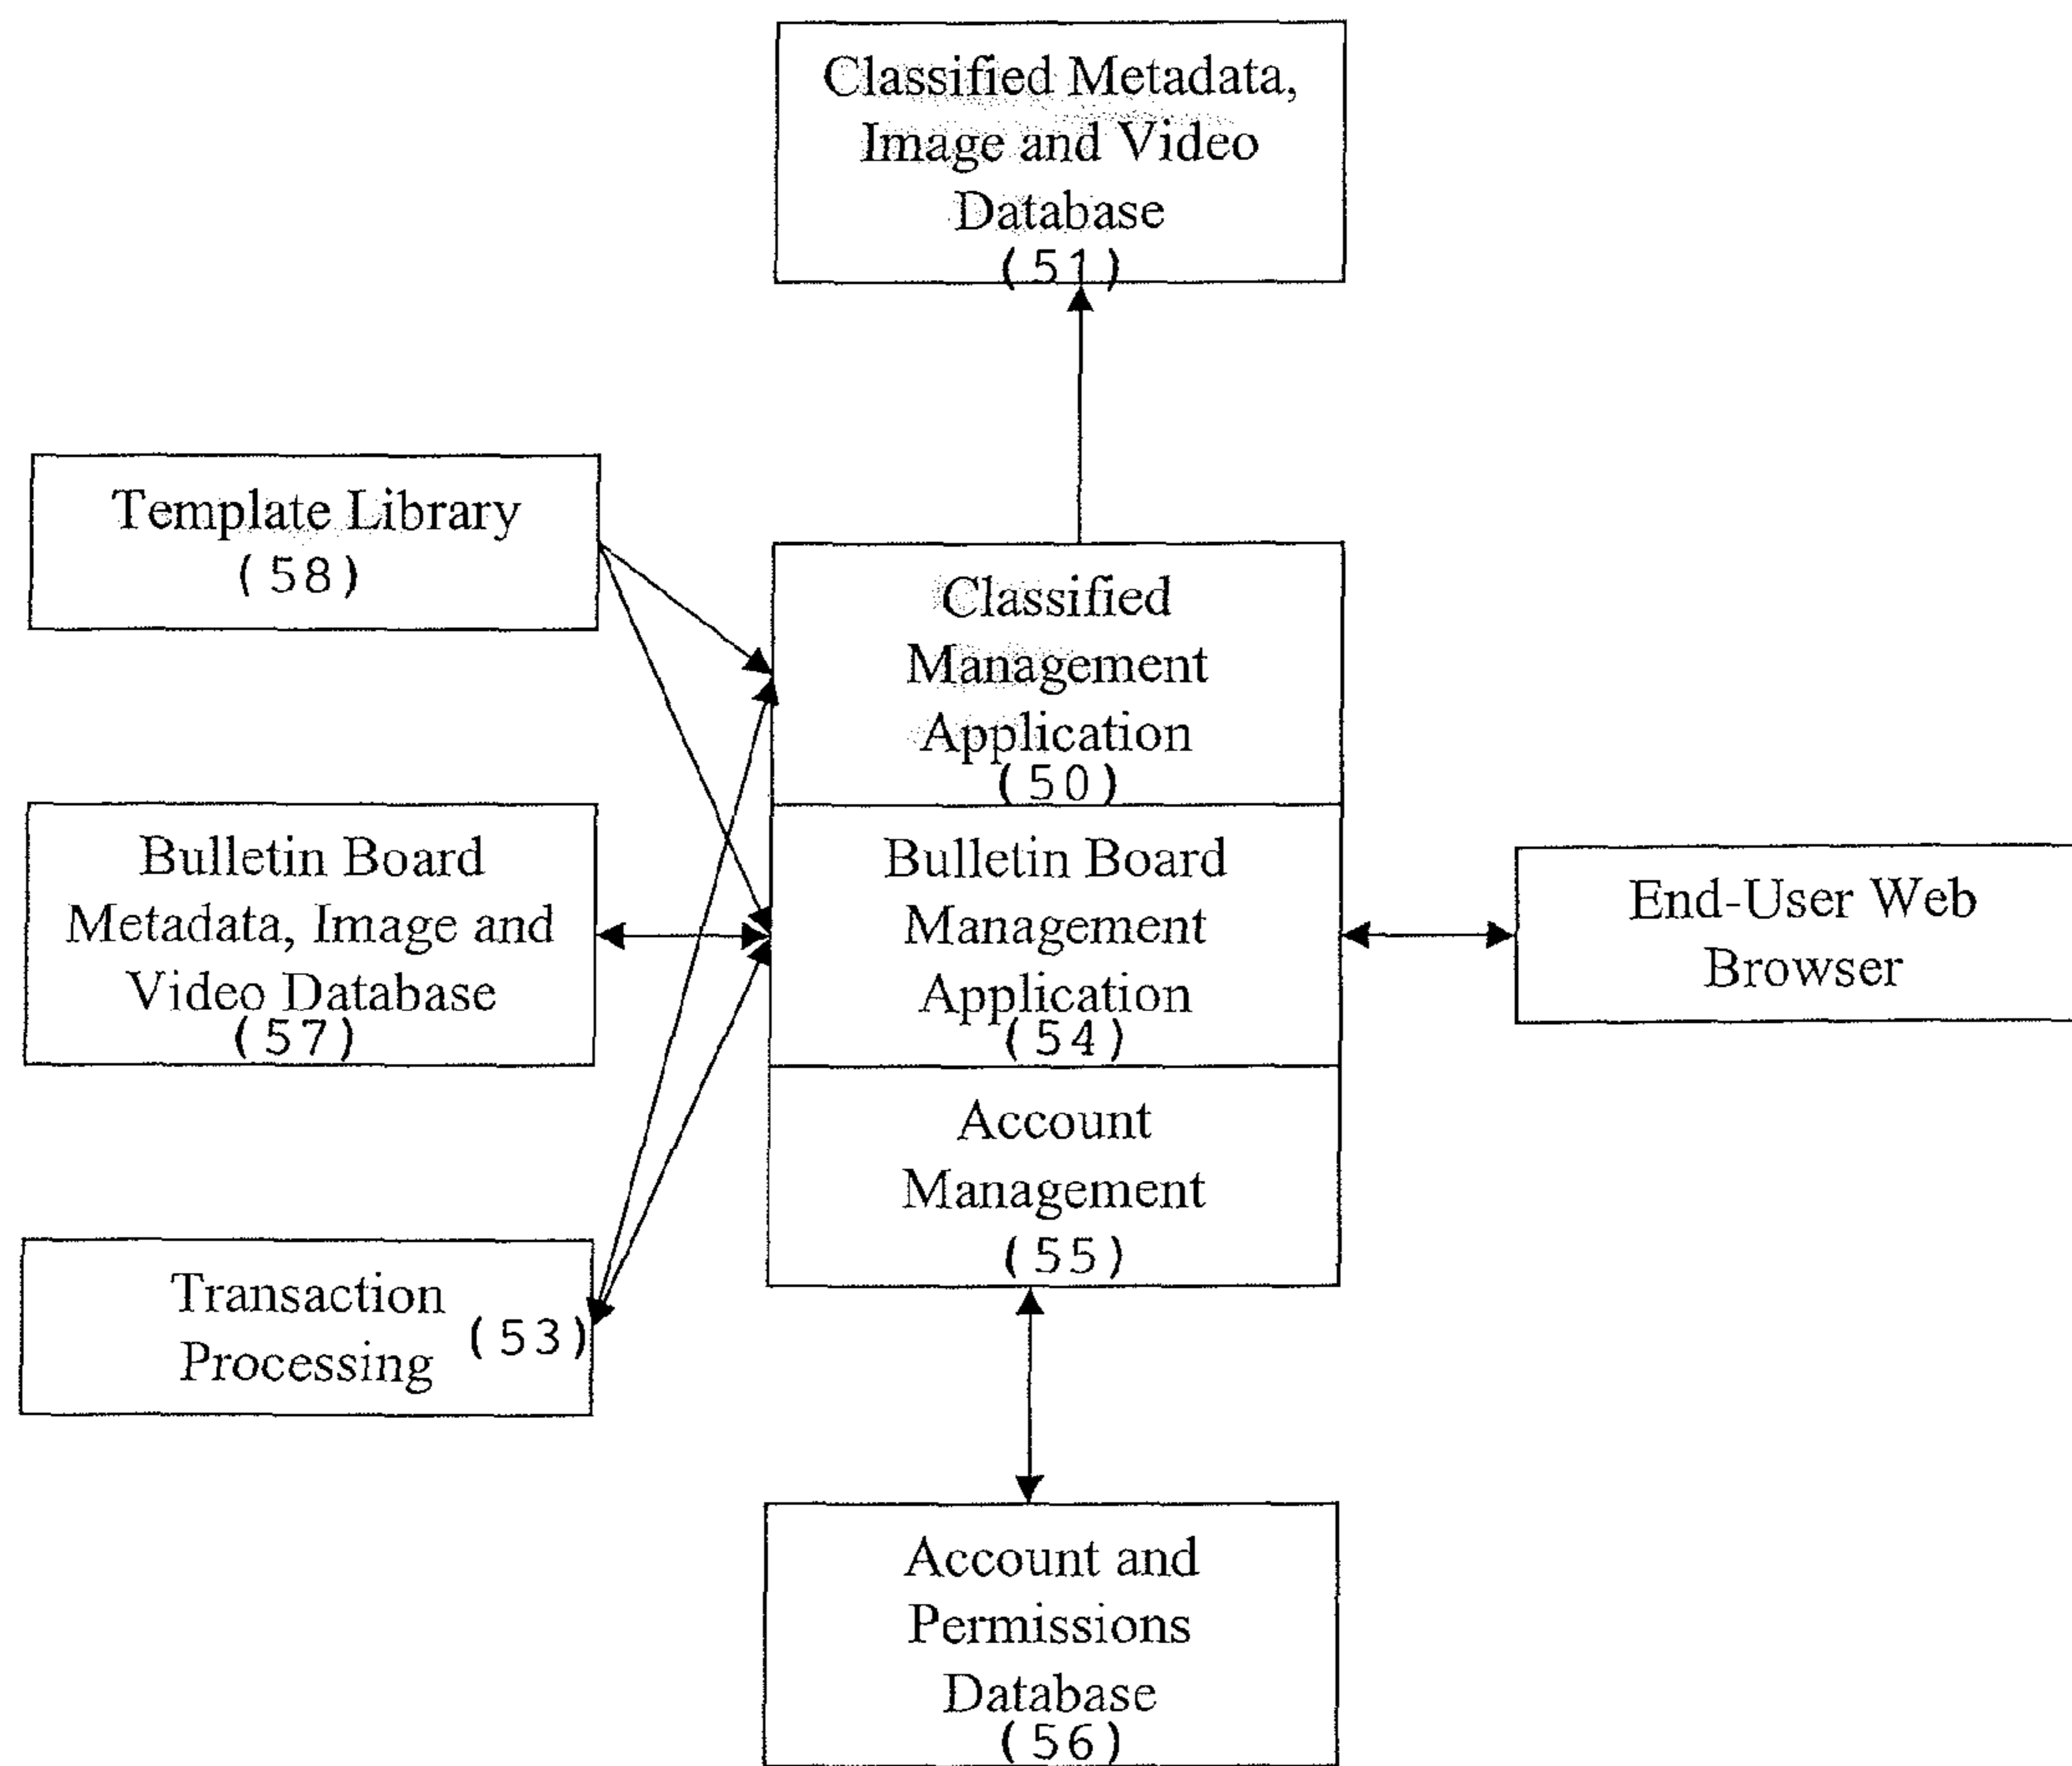 Classified Metadata,
Image and Video
Database
(51)
Template Library
(58)
Classified
Management
Application
(50)
Bulletin Board
Metadata, Image and
Video Database
(57)
Bulletin Board
Management
Application
(54)
End-User Web
Browser
Account
Management
(55)
Transaction
Processing
(53)
Account and
Permissions
Database
(56)